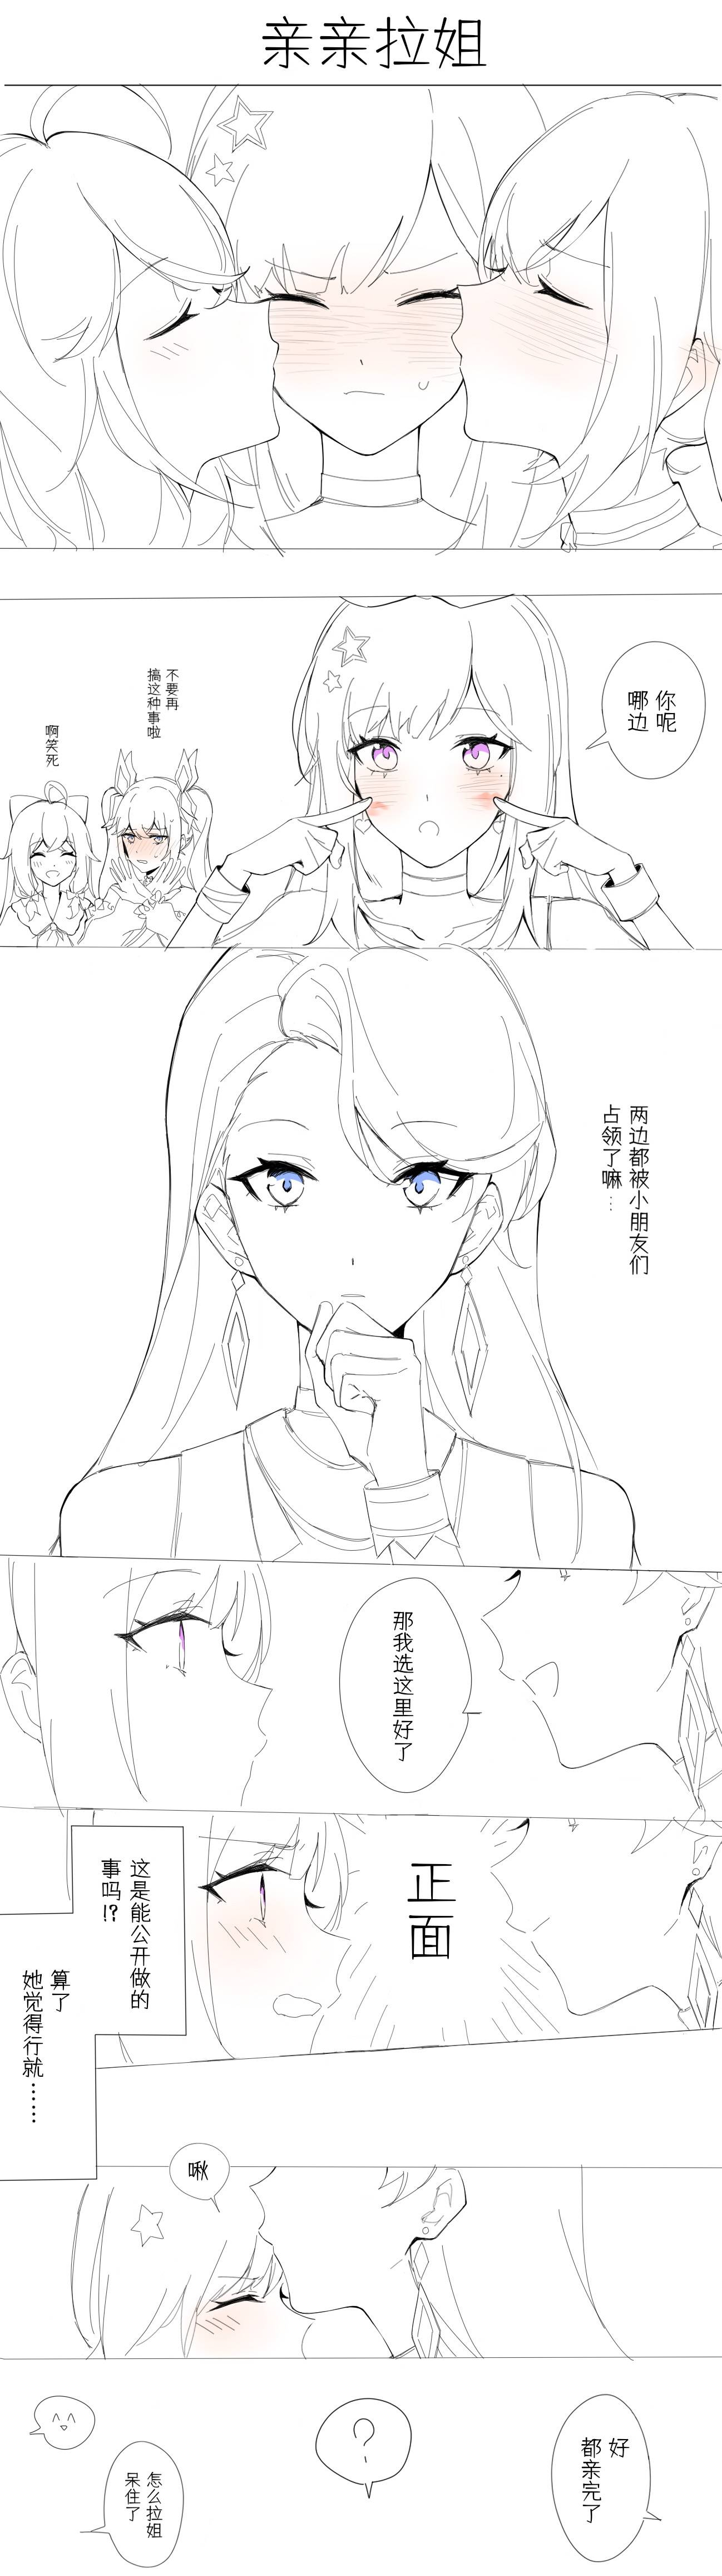 亲亲拉姐
你呢
哪边
不要再
搞这种事啦
啊笑死
两边都被小朋友们
占领了嘛…
那我选这里好了
正面
这是能公开做的
事吗!?
算了
她觉得行就……
啾
好
都亲完了
?
^▽^
怎么拉姐
呆住了